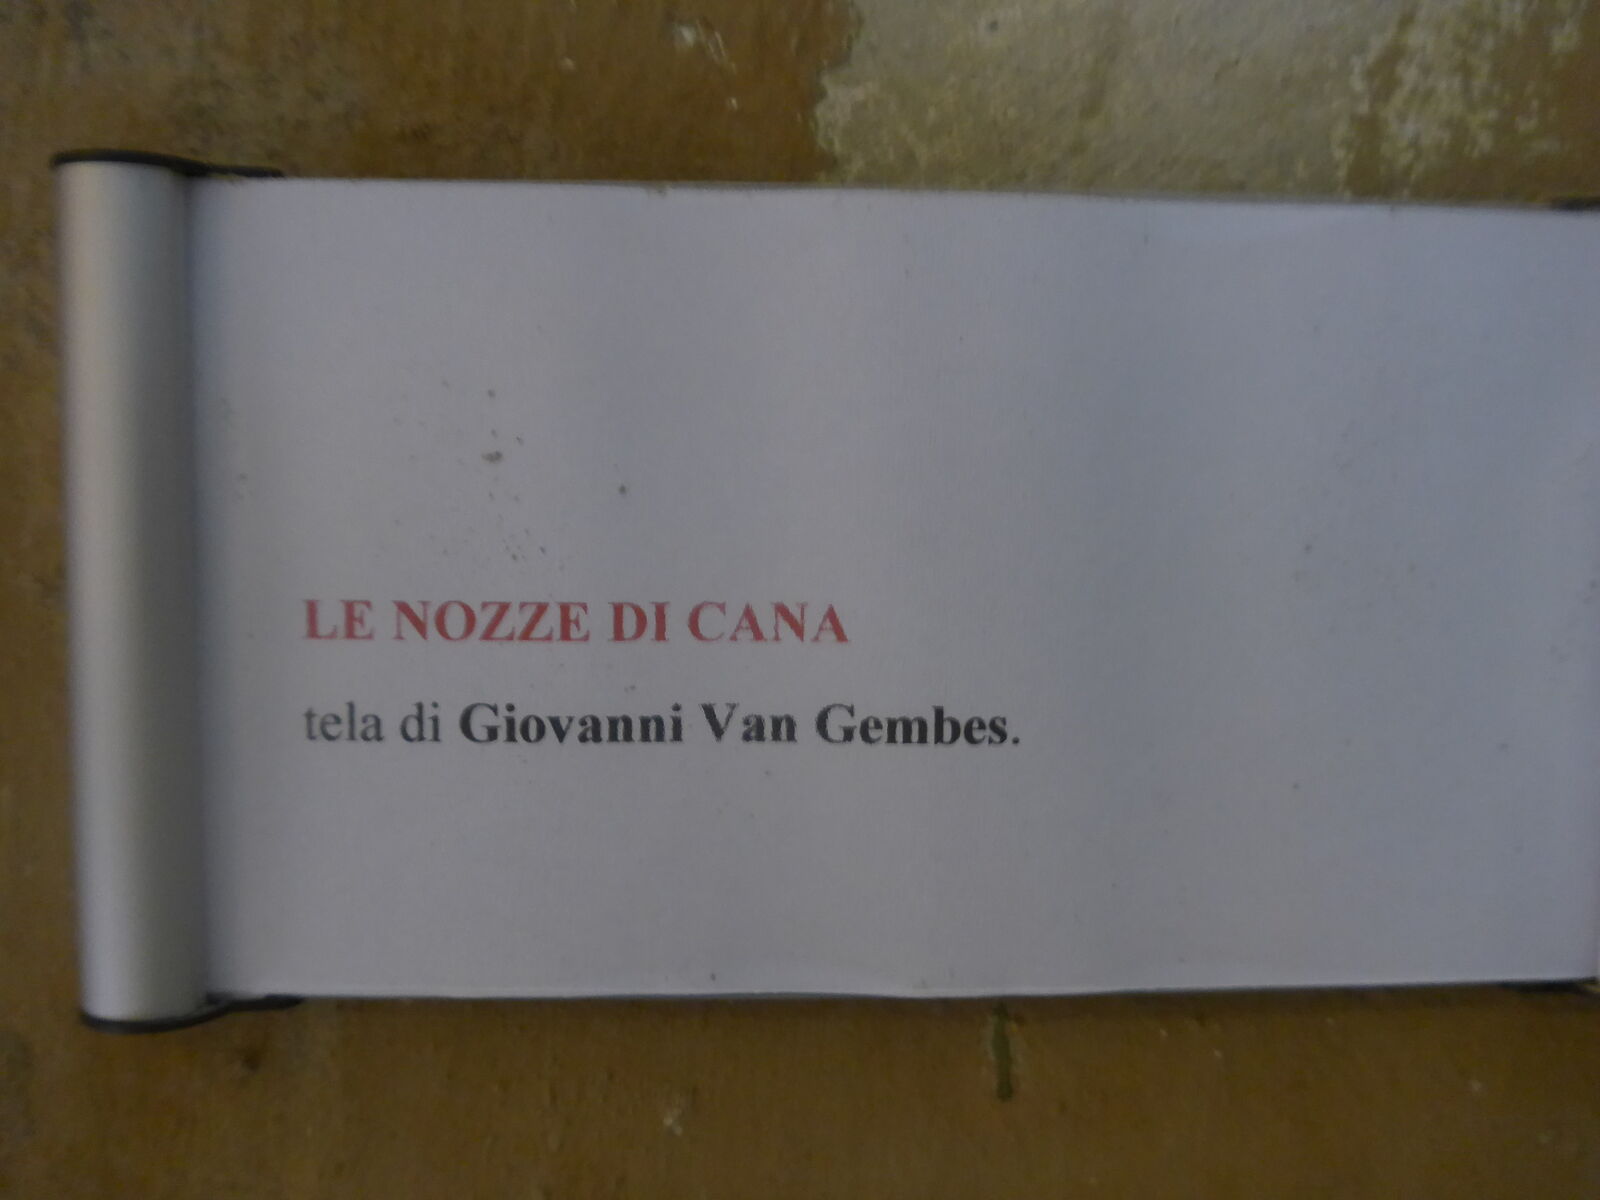 LE NOZZE DI CANA
tela di Giovanni Van Gembes.